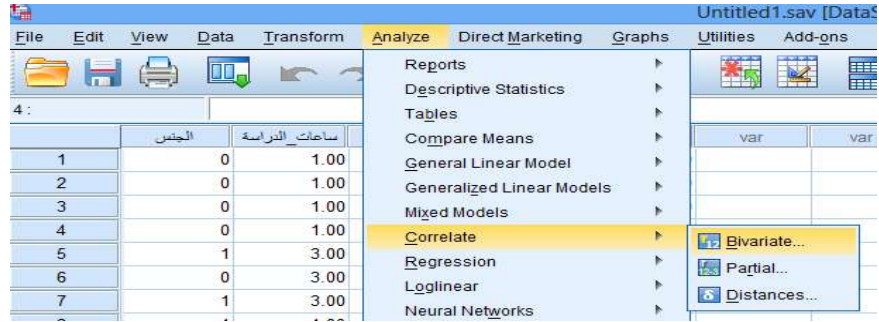 Untitled1.sav [DataS
File Edit View Data Transform Analyze Direct Marketing Graphs Utilities Add-ons
4 :
الجنس ساعات_الدراسة var var
1 0 1.00
2 0 1.00
3 0 1.00
4 0 1.00
5 1 3.00
6 0 3.00
7 1 3.00
Reports
Descriptive Statistics
Tables
Compare Means
General Linear Model
Generalized Linear Models
Mixed Models
Correlate
Regression
Loglinear
Neural Networks
Bivariate...
Partial...
Distances...